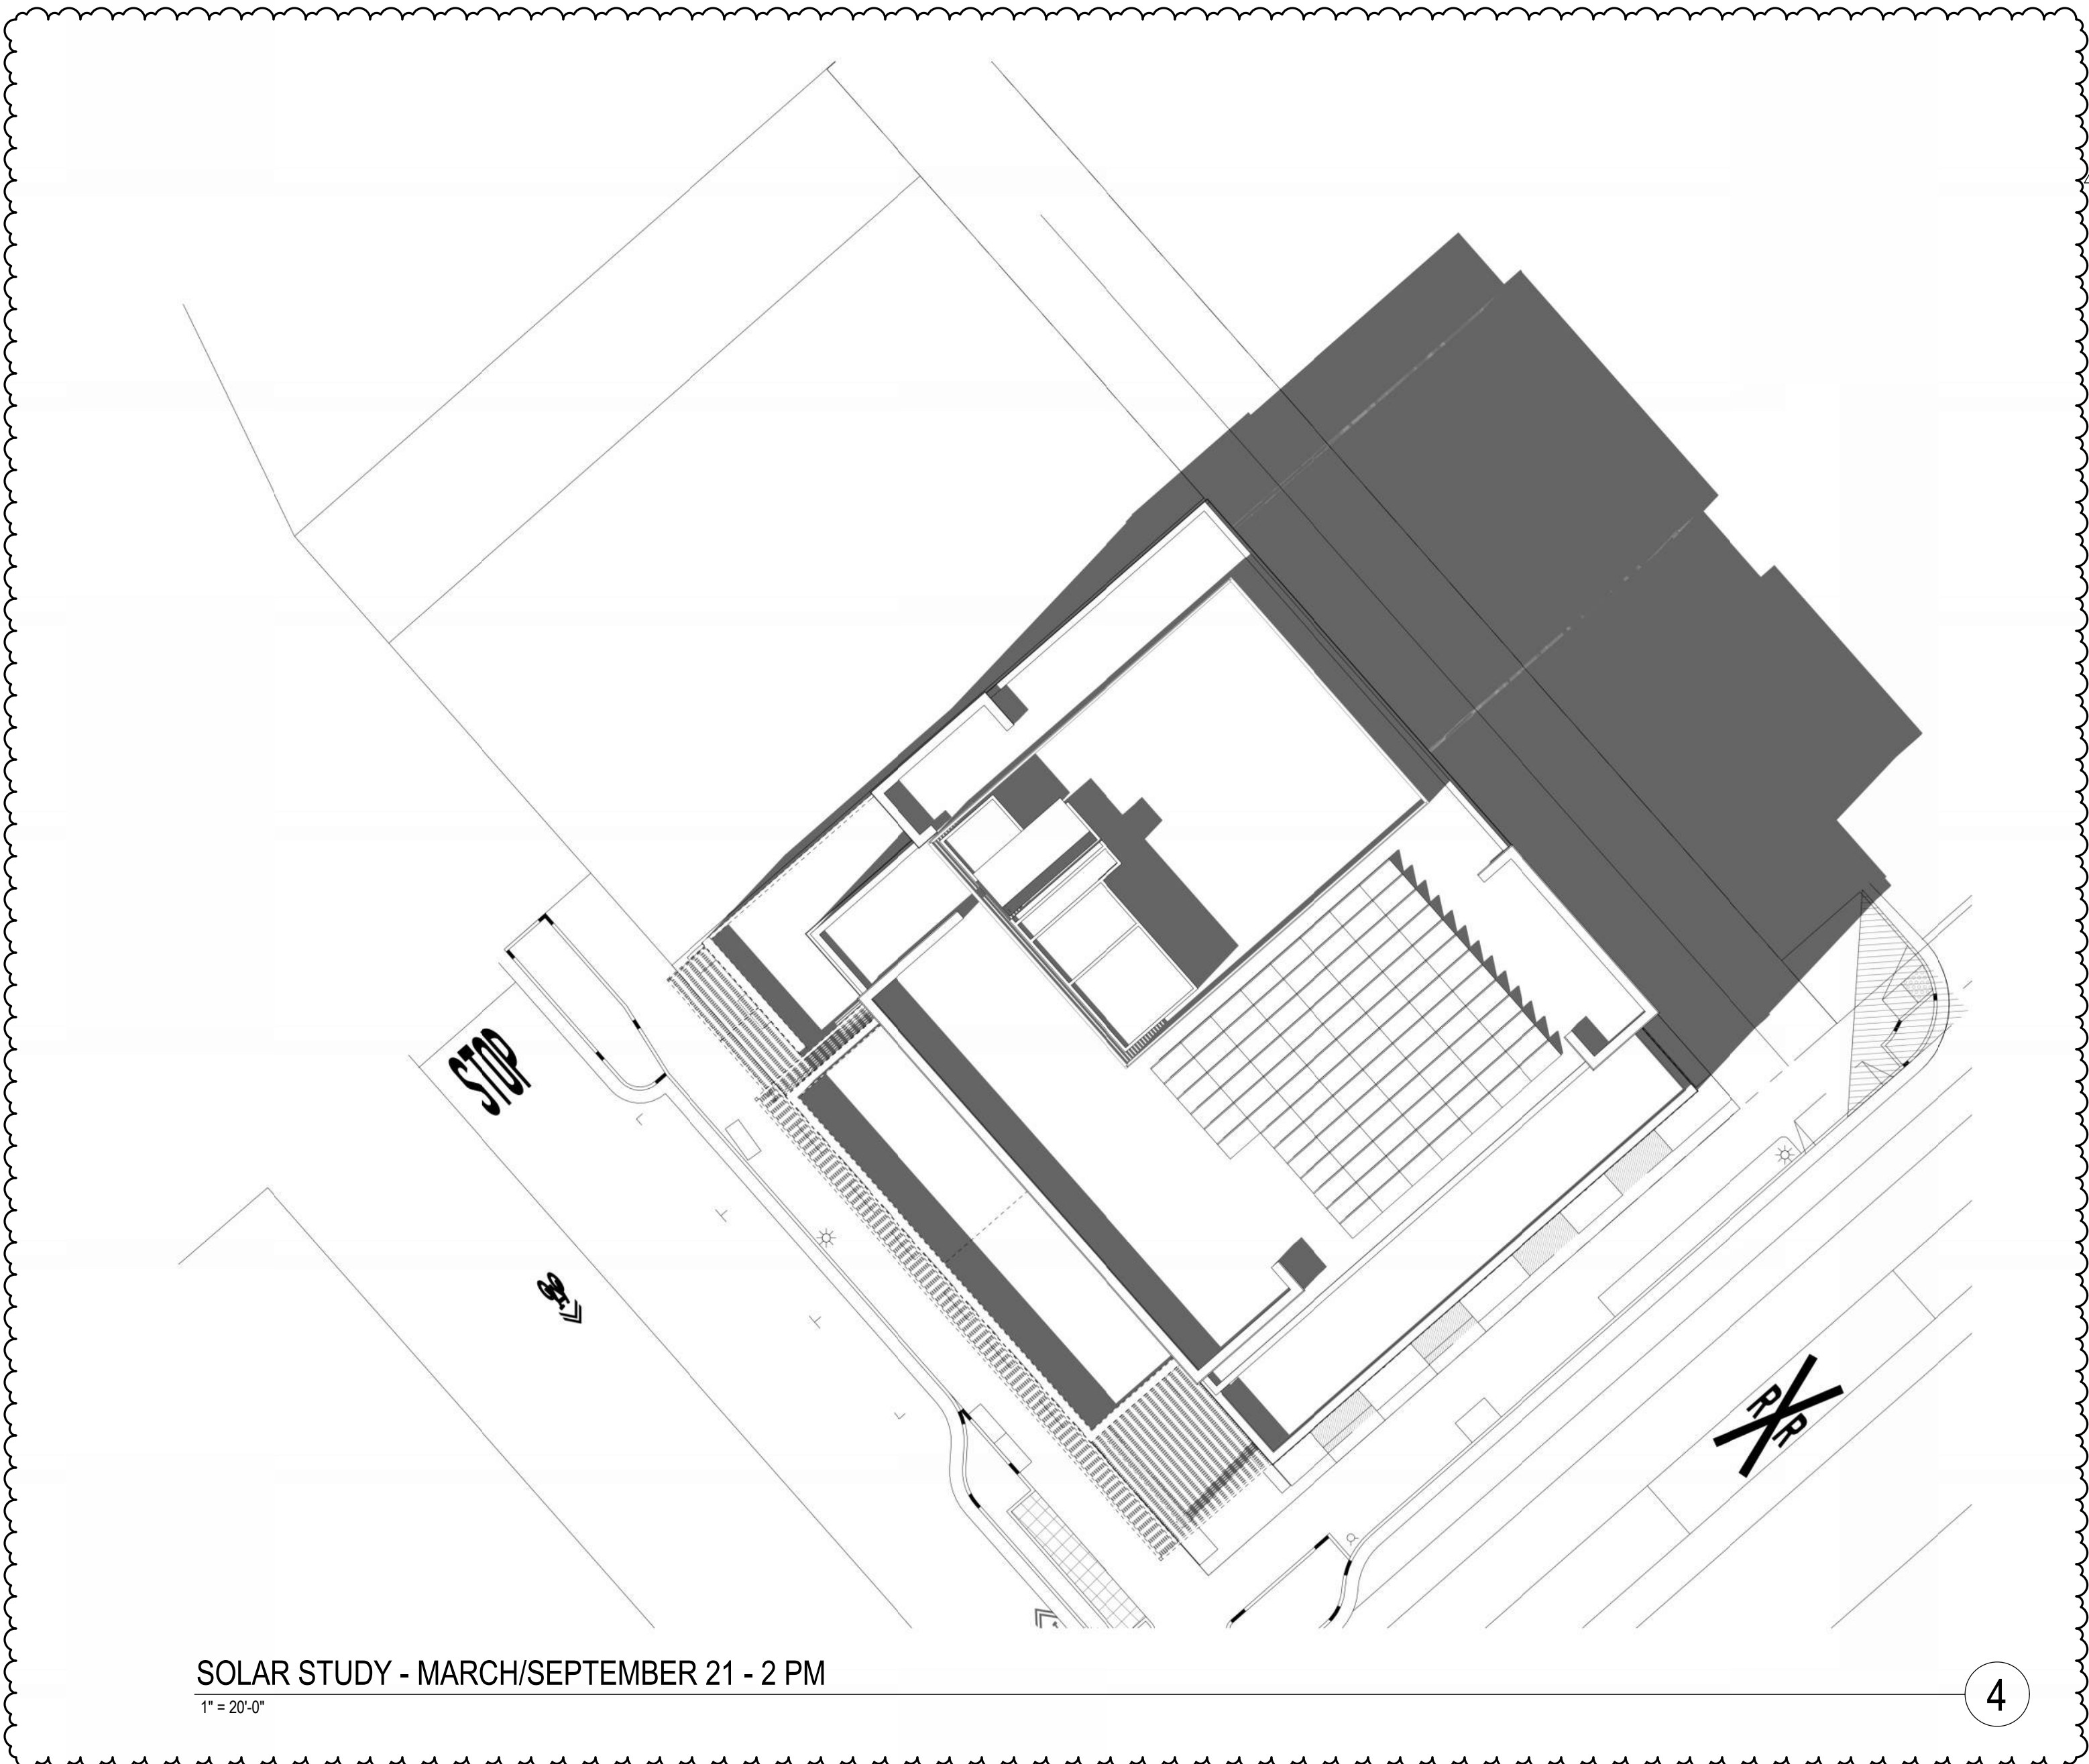 STOP
R R
SOLAR STUDY - MARCH/SEPTEMBER 21 - 2 PM
1" = 20'-0"
4